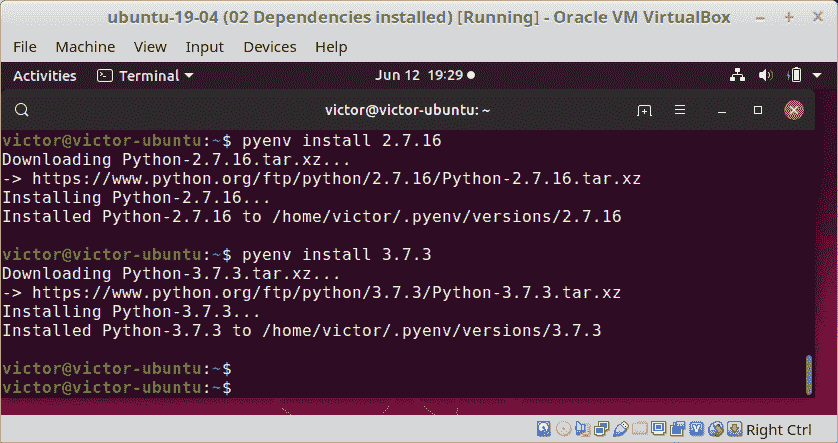 ubuntu-19-04 (02 Dependencies installed) [Running] - Oracle VM VirtualBox
File Machine View Input Devices Help
Activities Terminal Jun 12 19:29
victor@victor-ubuntu: ~
victor@victor-ubuntu:~$ pyenv install 2.7.16
Downloading Python-2.7.16.tar.xz...
-> https://www.python.org/ftp/python/2.7.16/Python-2.7.16.tar.xz
Installing Python-2.7.16...
Installed Python-2.7.16 to /home/victor/.pyenv/versions/2.7.16
victor@victor-ubuntu:~$ pyenv install 3.7.3
Downloading Python-3.7.3.tar.xz...
-> https://www.python.org/ftp/python/3.7.3/Python-3.7.3.tar.xz
Installing Python-3.7.3...
Installed Python-3.7.3 to /home/victor/.pyenv/versions/3.7.3
victor@victor-ubuntu:~$
victor@victor-ubuntu:~$
Right Ctrl